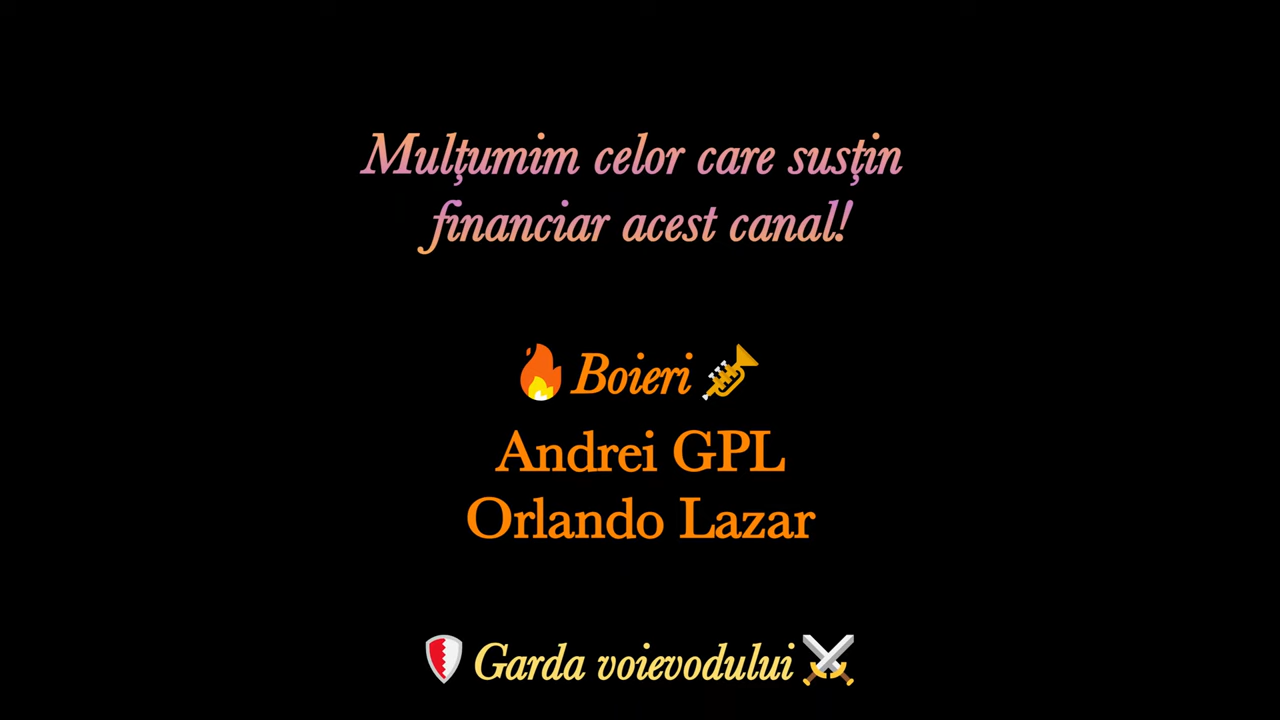 Mulțumim celor care susțin
financiar acest canal!
🔥 Boieri 🎺
Andrei GPL
Orlando Lazar
🛡 Garda voievodului ⚔